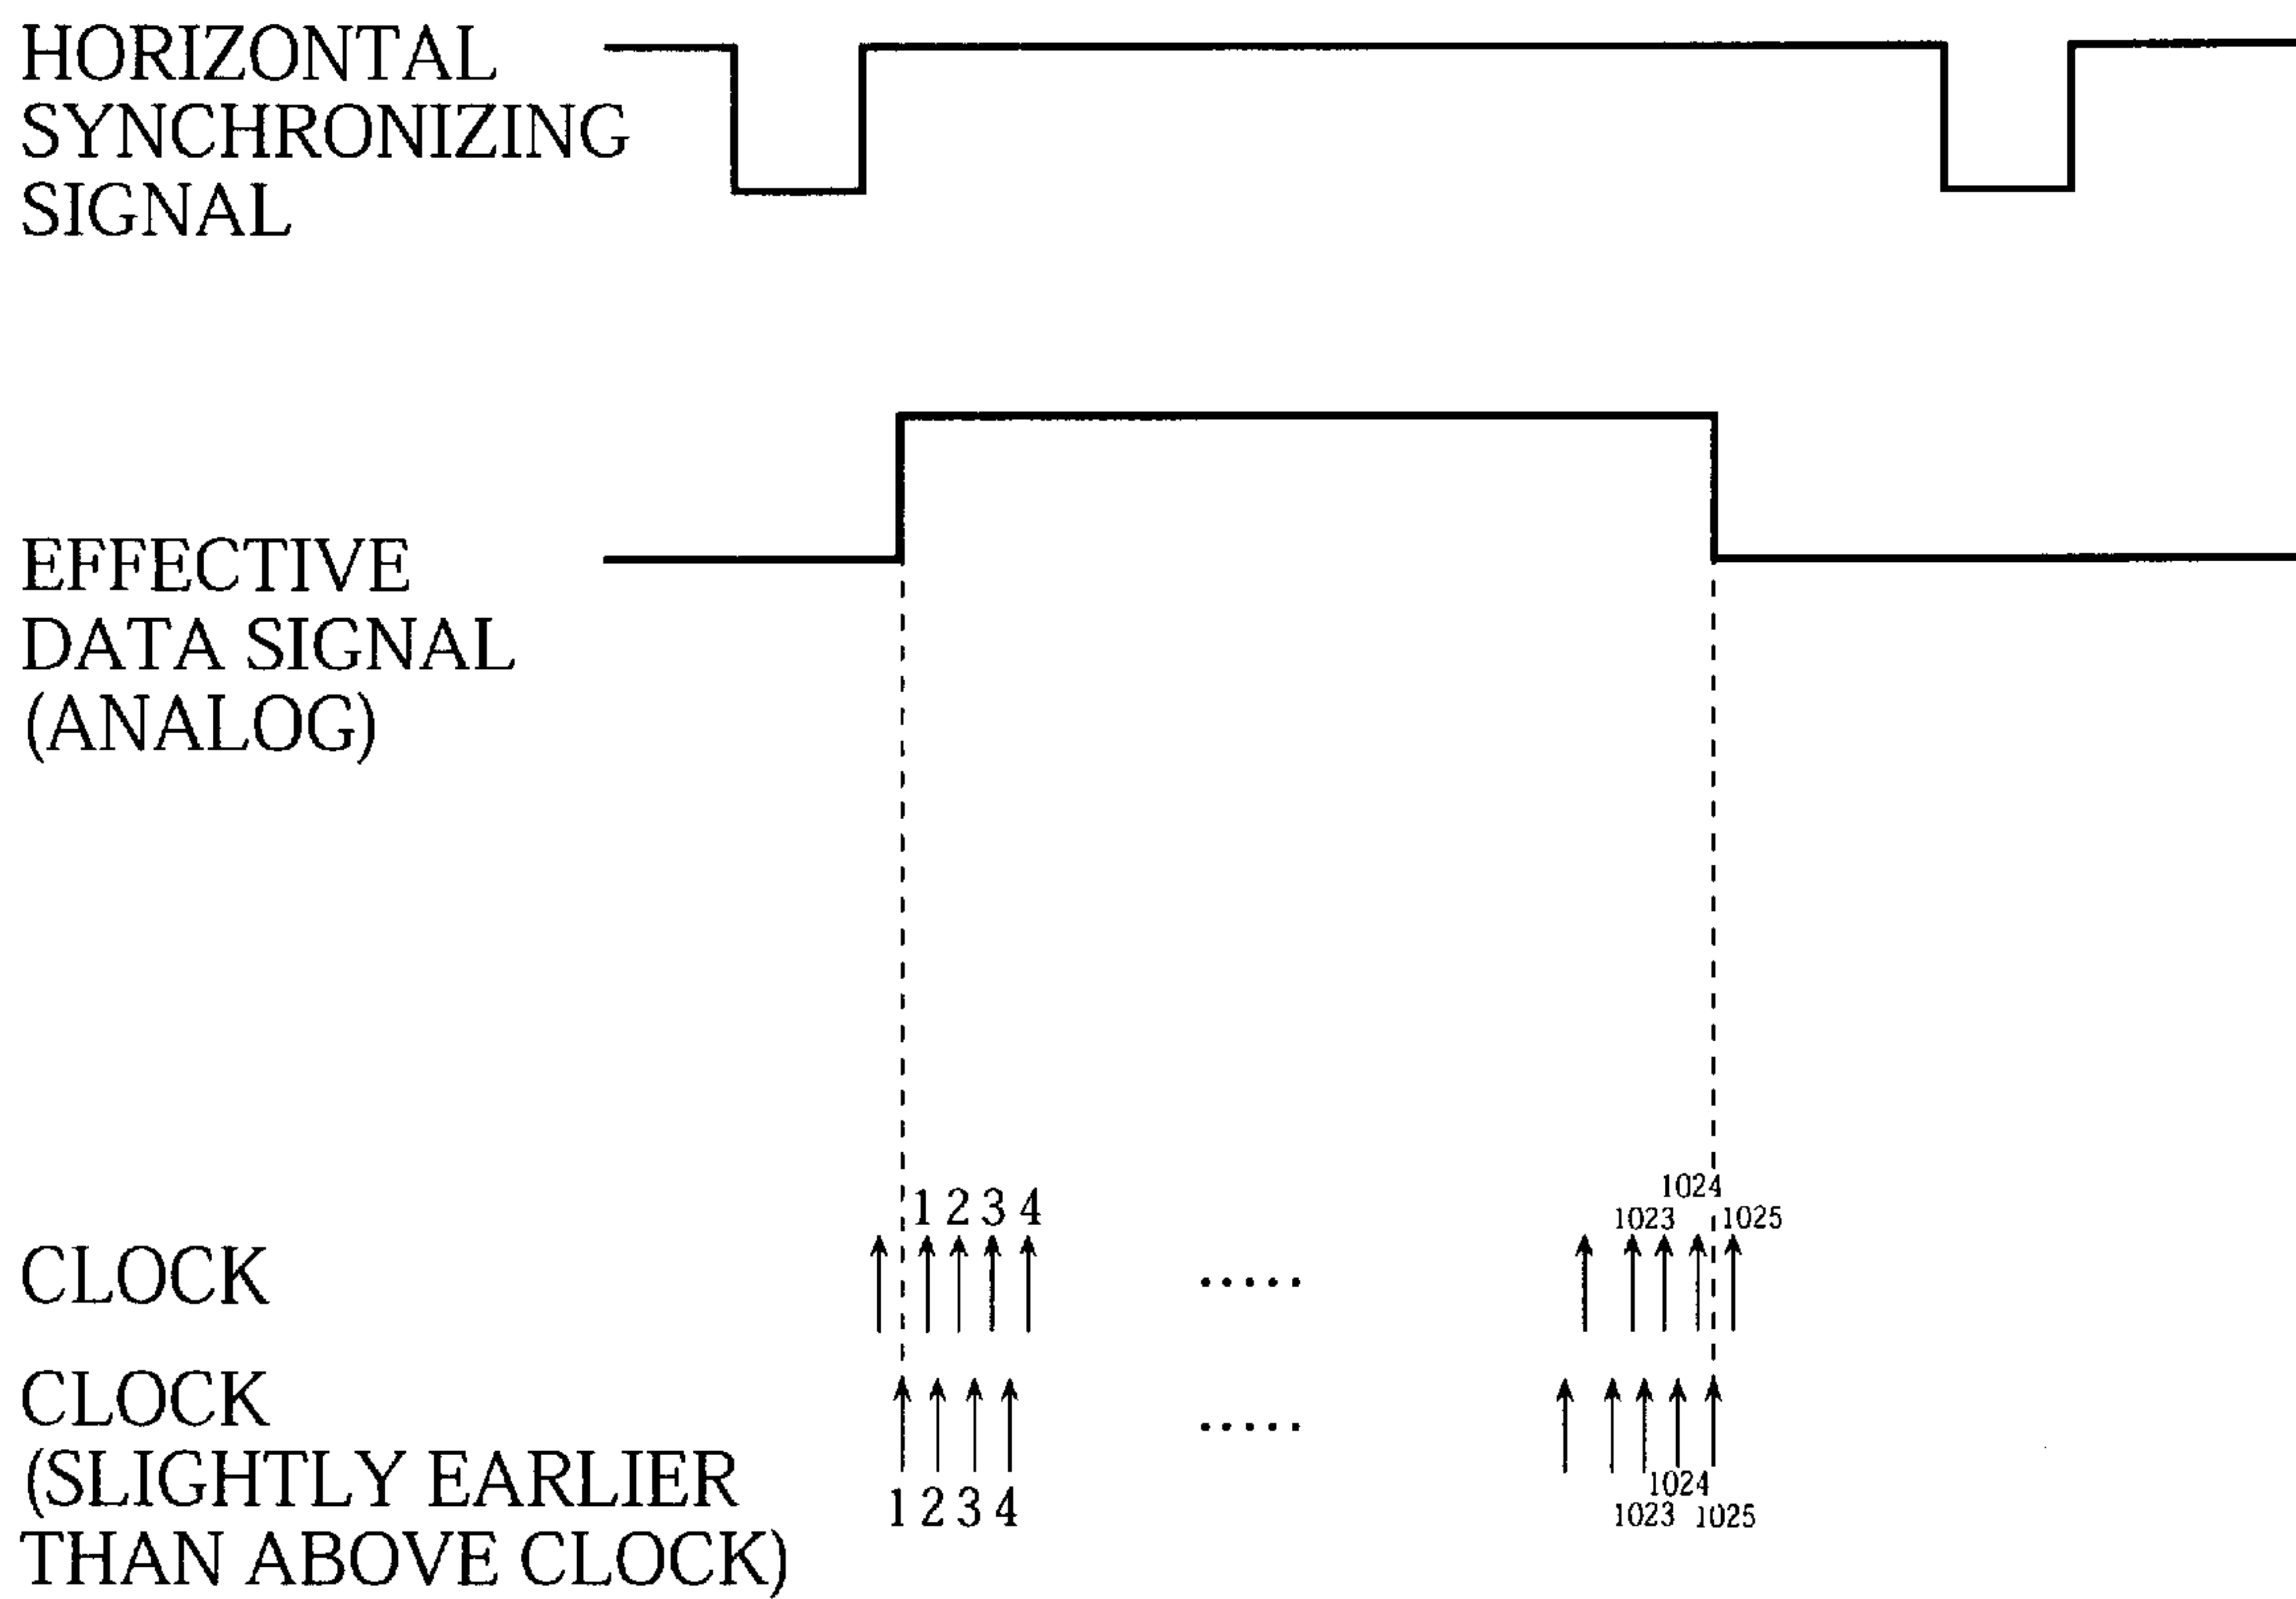 HORIZONTAL
SYNCHRONIZING
SIGNAL
EFFECTIVE
DATA SIGNAL
(ANALOG)
1024
1 2 3 4
1023 1025
CLOCK
CLOCK
(SLIGHTLY EARLIER
THAN ABOVE CLOCK)
1024
1 2 3 4
1023 1025